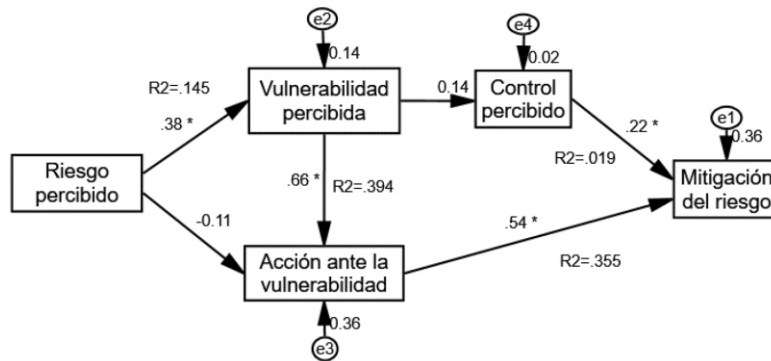 e2
0.14
Vulnerabilidad
percibida
R2=.145
.38 *
0.14
e4
0.02
Control
percibido
.22 *
R2=.019
e1
0.36
Mitigación
del riesgo
Riesgo
percibido
.66 *
R2=.394
-0.11
.54 *
R2=.355
Acción ante la
vulnerabilidad
0.36
e3